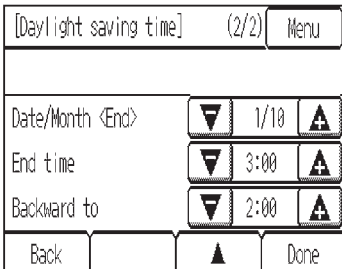 [Daylight saving time] (2/2) Menu
Date/Month <End> 1/10
End time 3:00
Backward to 2:00
Back Done